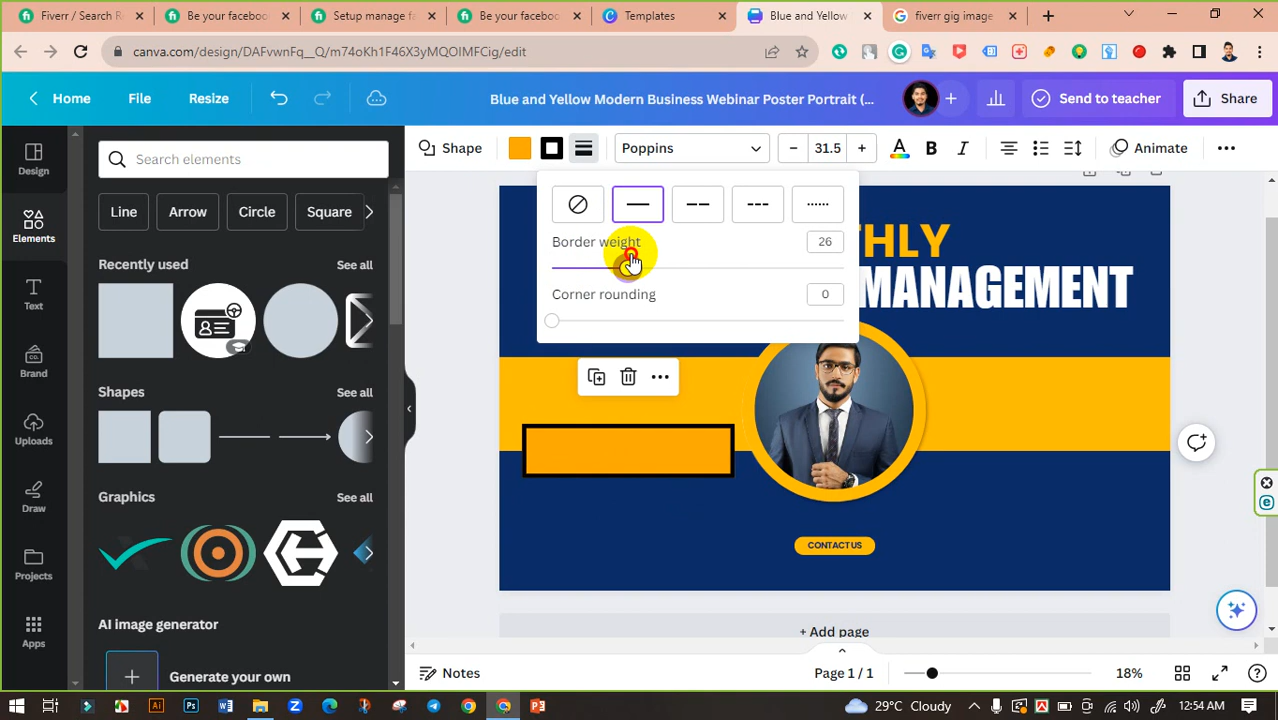 Fiverr / Search R
Be your facebook
Setup manage fa
Be your faceboo
Templates
Blue and Yellow
fiverr gig image
canva.com/design/DAFvwnFq__Q/m74oKh1F46X3yMQOIMFCig/edit
Home
File
Resize
Blue and Yellow Modern Business Webinar Poster Portrait (...
Send to teacher
Share
Design
Elements
Text
Brand
Uploads
Draw
Projects
Apps
Search elements
Line
Arrow
Circle
Square
Recently used
See all
Shapes
See all
Graphics
See all
AI image generator
Generate your own
Shape
Poppins
31.5
A
B
I
Animate
Border weight
26
Corner rounding
0
THLY
MANAGEMENT
CONTACT US
+ Add page
Notes
Page 1 / 1
18%
29°C Cloudy
12:54 AM